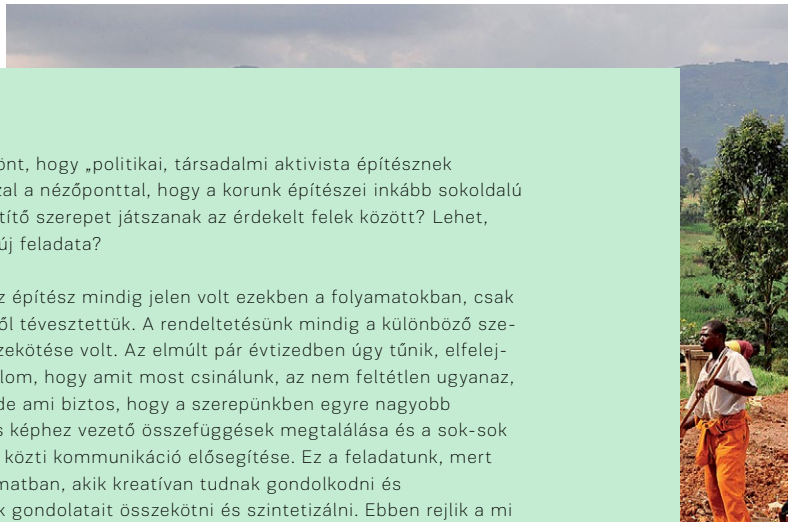 önt, hogy „politikai, társadalmi aktivista építésznek
zal a nézőponttal, hogy a korunk építészei inkább sokoldalú
títő szerepet játszanak az érdekelt felek között? Lehet,
új feladata?
z építész mindig jelen volt ezekben a folyamatokban, csak
ől tévesztettük. A rendeltetésünk mindig a különböző sze-
zekötése volt. Az elmúlt pár évtizedben úgy tűnik, elfelej-
lom, hogy amit most csinálunk, az nem feltétlen ugyanaz,
de ami biztos, hogy a szerepünkben egyre nagyobb
s képhez vezető összefüggések megtalálása és a sok-sok
közti kommunikáció elősegítése. Ez a feladatunk, mert
matban, akik kreatívan tudnak gondolkodni és
k gondolatait összekötni és szintetizálni. Ebben rejlik a mi